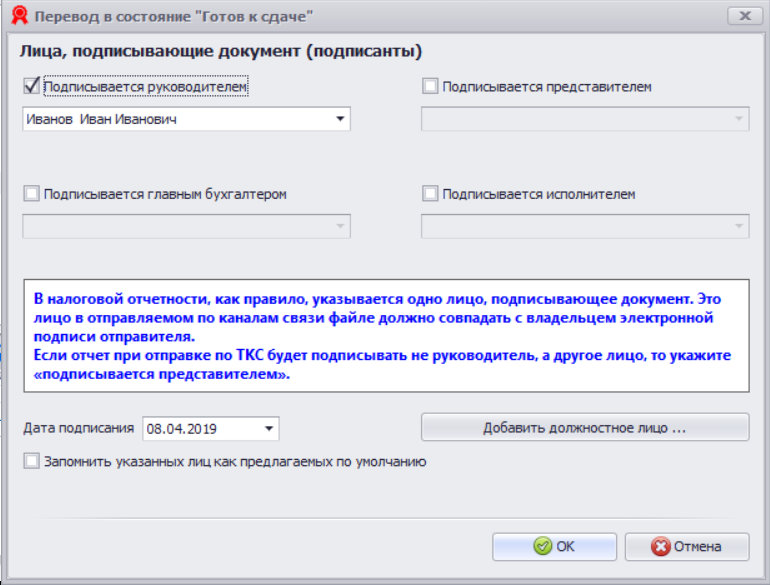 Перевод в состояние "Готов к сдаче"
Лица, подписывающие документ (подписанты)
Подписывается руководителем
Подписывается представителем
Иванов Иван Иванович
Подписывается главным бухгалтером
Подписывается исполнителем
В налоговой отчетности, как правило, указывается одно лицо, подписывающее документ. Это
лицо в отправляемом по каналам связи файле должно совпадать с владельцем электронной
подписи отправителя.
Если отчет при отправке по ТКС будет подписывать не руководитель, а другое лицо, то укажите
«подписывается представителем».
Дата подписания
08.04.2019
Добавить должностное лицо ...
Запомнить указанных лиц как предлагаемых по умолчанию
OK
Отмена